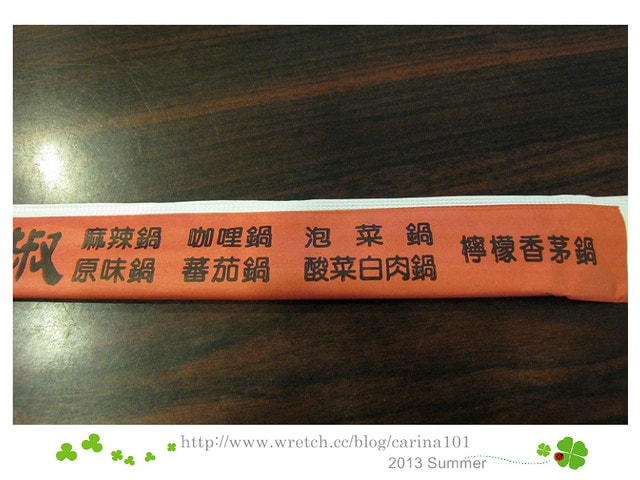 椒
麻辣鍋 咖哩鍋 泡菜鍋 檸檬香茅鍋
原味鍋 蕃茄鍋 酸菜白肉鍋
http://www.wretch.cc/blog/carina101
2013 Summer